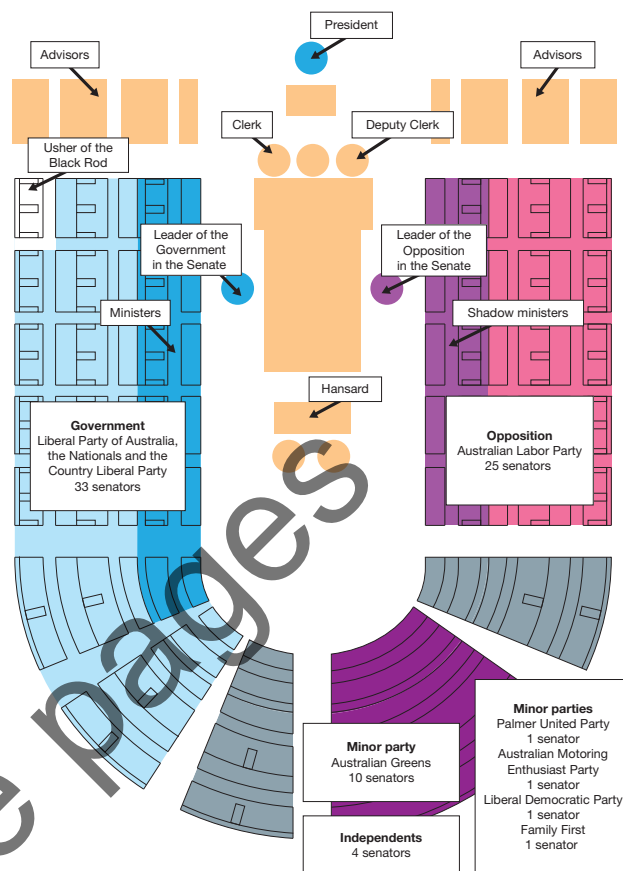 President
Advisors
Advisors
Clerk
Deputy Clerk
Usher of the
Black Rod
Leader of the
Government
in the Senate
Leader of the
Opposition
in the Senate
Ministers
Shadow ministers
Hansard
Government
Liberal Party of Australia,
the Nationals and the
Country Liberal Party
33 senators
Opposition
Australian Labor Party
25 senators
Minor party
Australian Greens
10 senators
Independents
4 senators
Minor parties
Palmer United Party
1 senator
Australian Motoring
Enthusiast Party
1 senator
Liberal Democratic Party
1 senator
Family First
1 senator
e pages